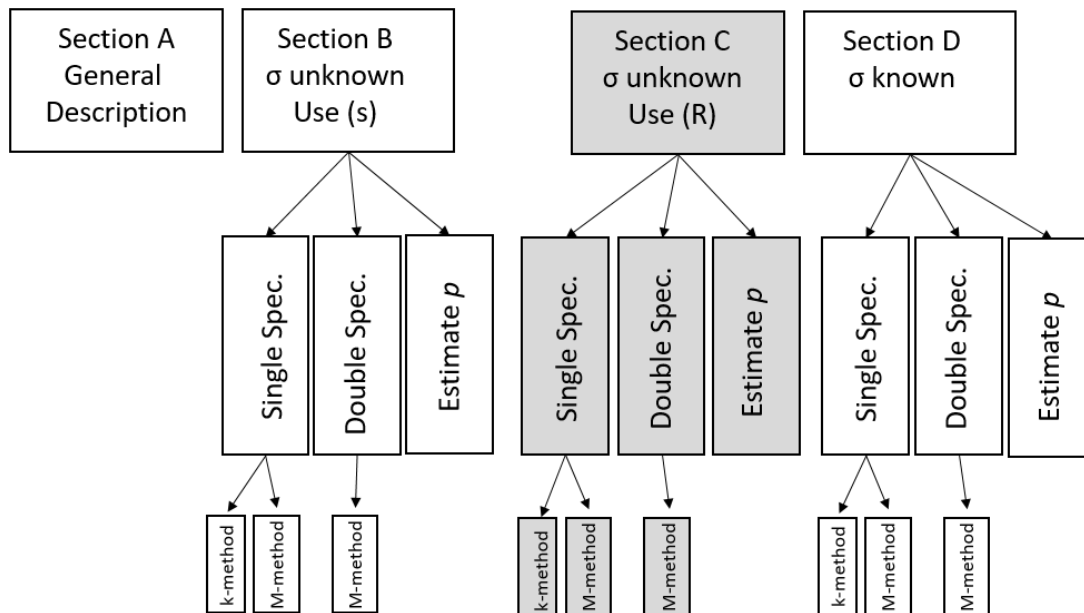 Section A
General
Description
Section B
σ unknown
Use (s)
Section C
σ unknown
Use (R)
Section D
σ known
Single Spec.
Double Spec.
Estimate p
Single Spec.
Double Spec.
Estimate p
Single Spec.
Double Spec.
Estimate p
k-method
M-method
M-method
k-method
M-method
M-method
k-method
M-method
M-method